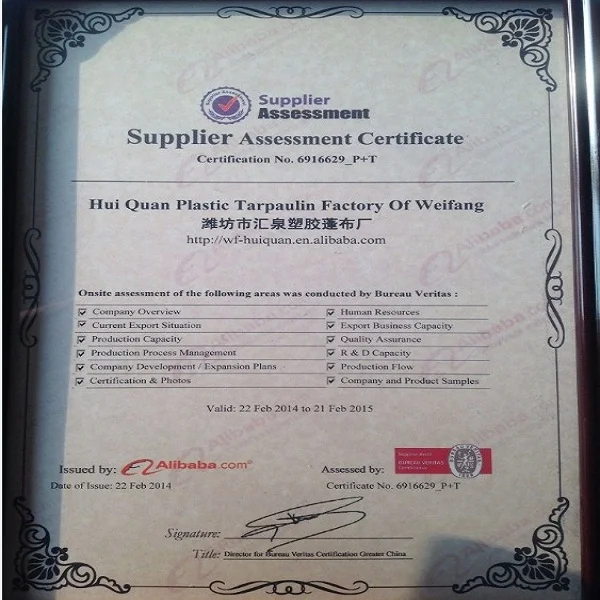 Supplier
Assessment
Supplier Assessment Certificate
Certification No. 6916629_P+T
Hui Quan Plastic Tarpaulin Factory Of Weifang
潍坊市汇泉塑胶蓬布厂
http://wf-huiquan.en.alibaba.com
Onsite assessment of the following areas was conducted by Bureau Veritas :
Company Overview
Human Resources
Current Export Situation
Export Business Capacity
Production Capacity
Quality Assurance
Production Process Management
R & D Capacity
Company Development / Expansion Plans
Production Flow
Certification & Photos
Company and Product Samples
Valid: 22 Feb 2014 to 21 Feb 2015
Issued by: Alibaba.com®
Assessed by: BUREAU VERITAS
Certification
Date of Issue: 22 Feb 2014
Certificate No. 6916629_P+T
Signature:
Title: Director for Bureau Veritas Certification Greater China